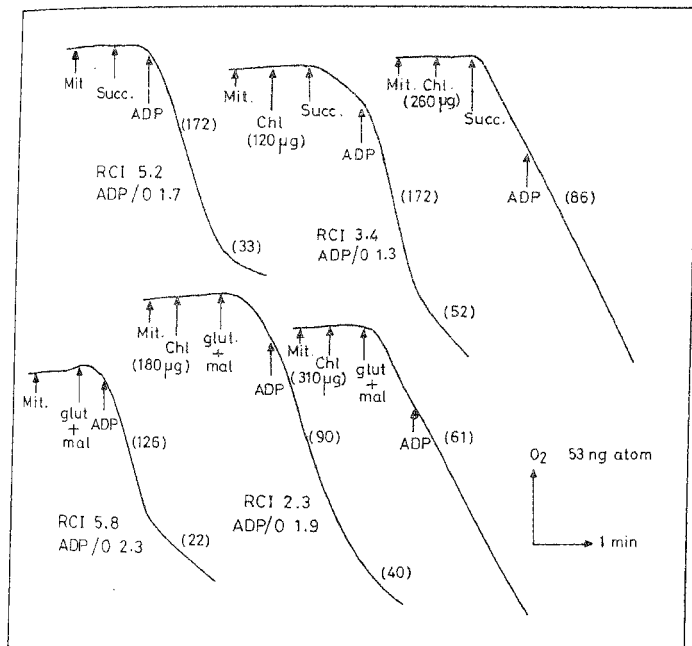 Mit.
Succ.
ADP
(172)
RCI 5.2
ADP/O 1.7
(33)
Mit.
Chl
(120 µg)
Succ.
ADP
(172)
RCI 3.4
ADP/O 1.3
(52)
Mit. Chl.
(260 µg)
Succ.
ADP
(86)
Mit.
glut
+
mal
ADP
(126)
RCI 5.8
ADP/O 2.3
(22)
Mit.
Chl
(180 µg)
glut.
+
mal
ADP
(90)
RCI 2.3
ADP/O 1.9
(40)
Mit.
Chl
(310 µg)
glut
+
mal
ADP
(61)
O2 53 ng atom
1 min